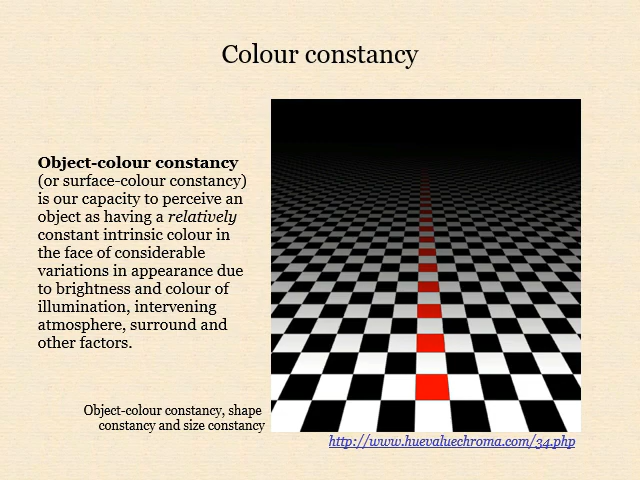 Colour constancy
Object-colour constancy
(or surface-colour constancy)
is our capacity to perceive an
object as having a relatively
constant intrinsic colour in
the face of considerable
variations in appearance due
to brightness and colour of
illumination, intervening
atmosphere, surround and
other factors.
Object-colour constancy, shape
constancy and size constancy
http://www.huevaluechroma.com/34.php